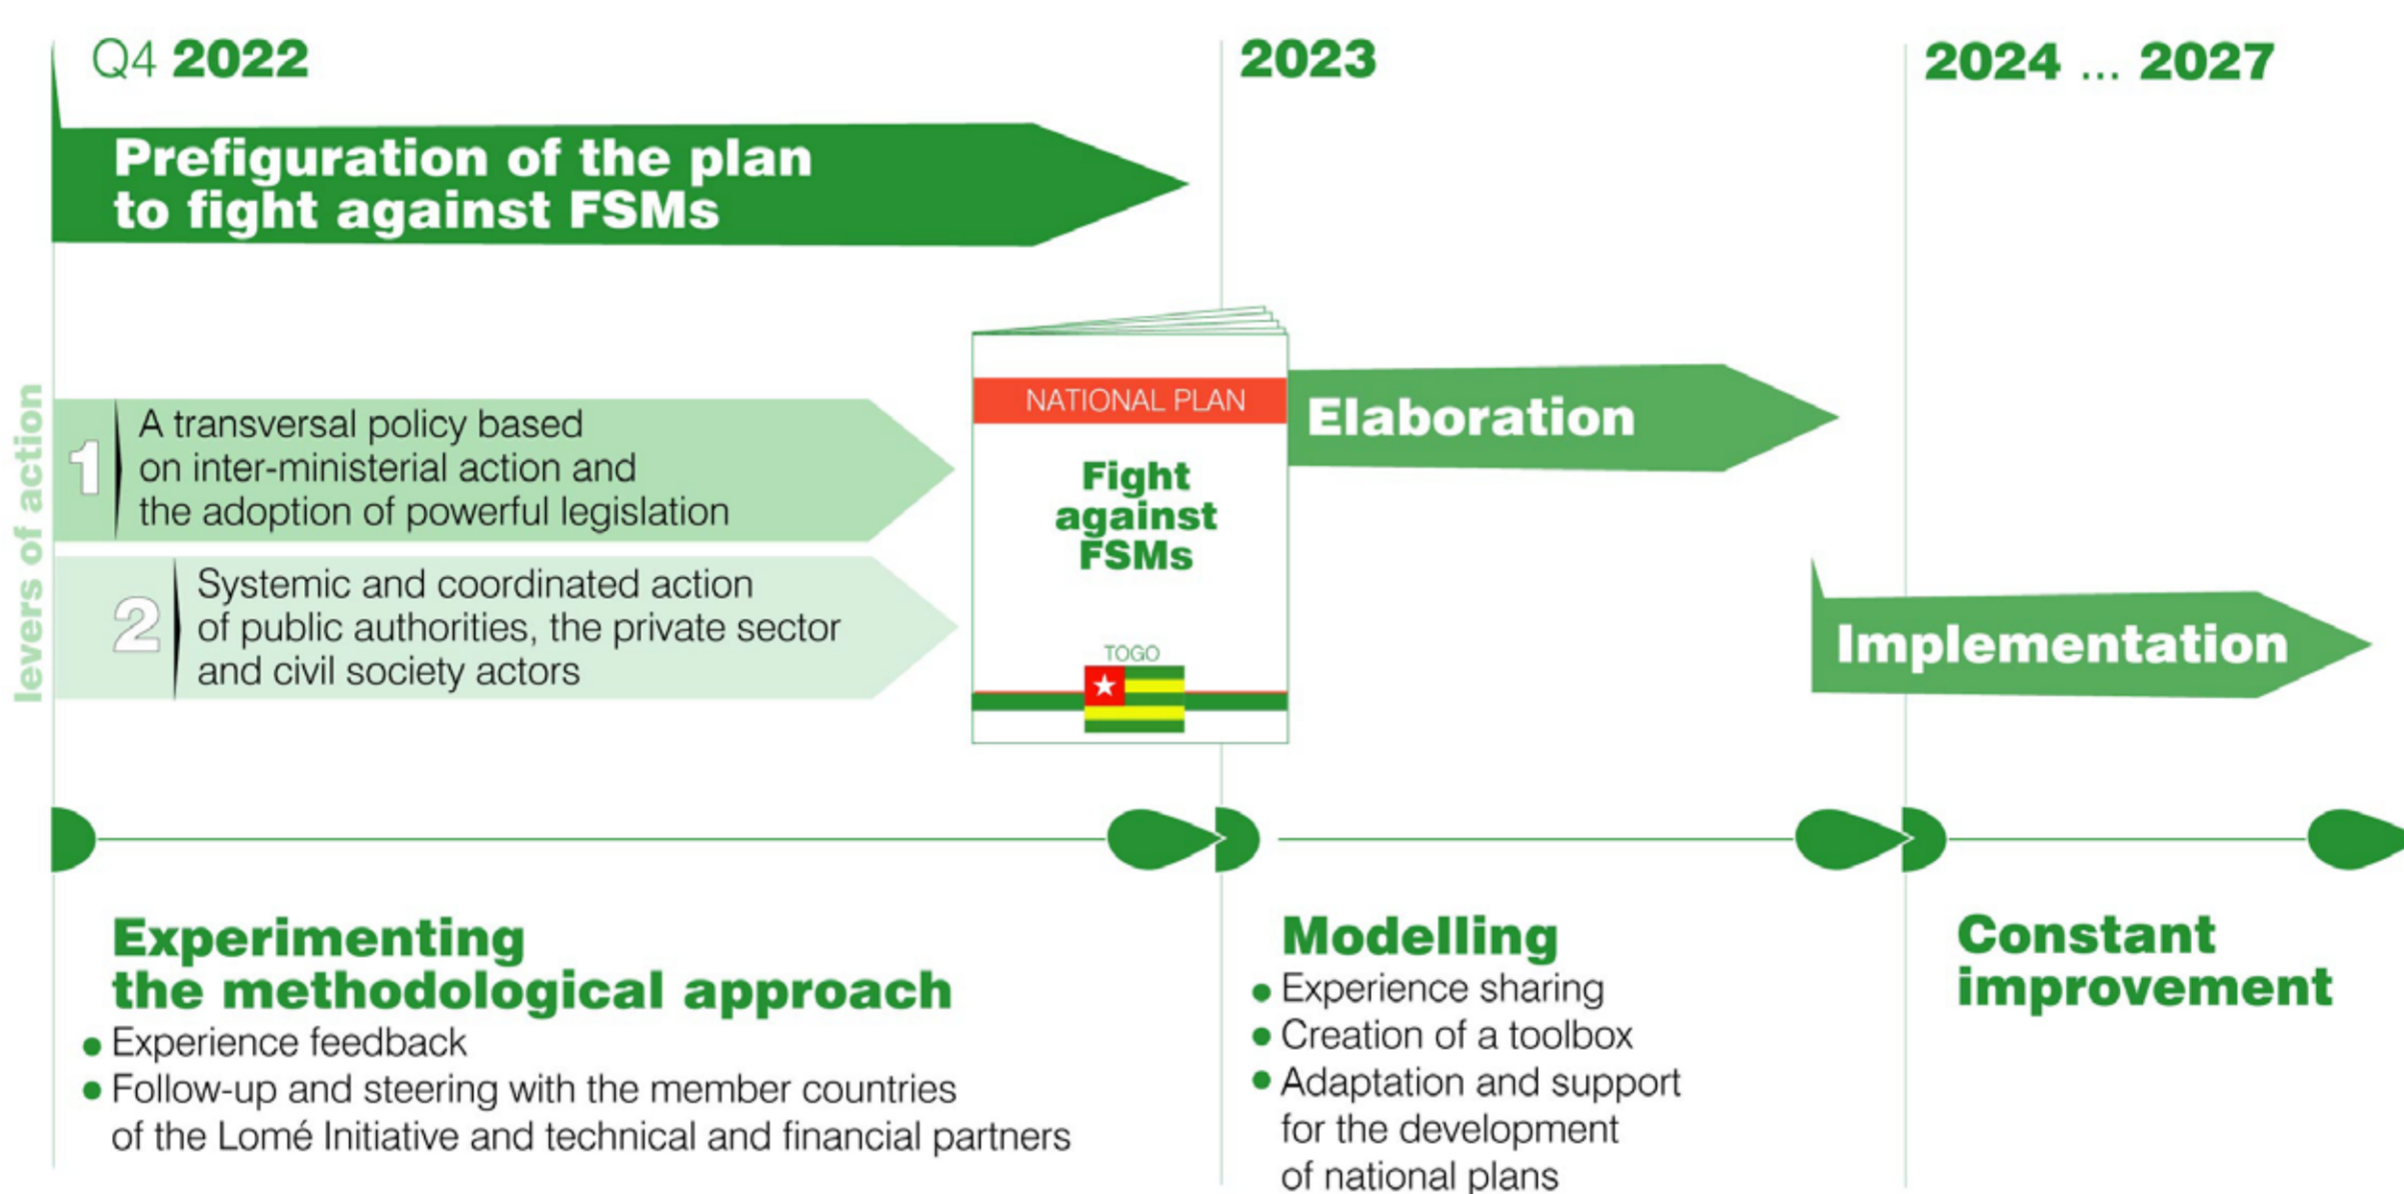 Q4 2022
2023
2024 ... 2027
Prefiguration of the plan
to fight against FSMs
levers of action
1
A transversal policy based
on inter-ministerial action and
the adoption of powerful legislation
2
Systemic and coordinated action
of public authorities, the private sector
and civil society actors
NATIONAL PLAN
Fight
against
FSMs
TOGO
Elaboration
Implementation
Experimenting
the methodological approach
● Experience feedback
● Follow-up and steering with the member countries
of the Lomé Initiative and technical and financial partners
Modelling
● Experience sharing
● Creation of a toolbox
● Adaptation and support
for the development
of national plans
Constant
improvement